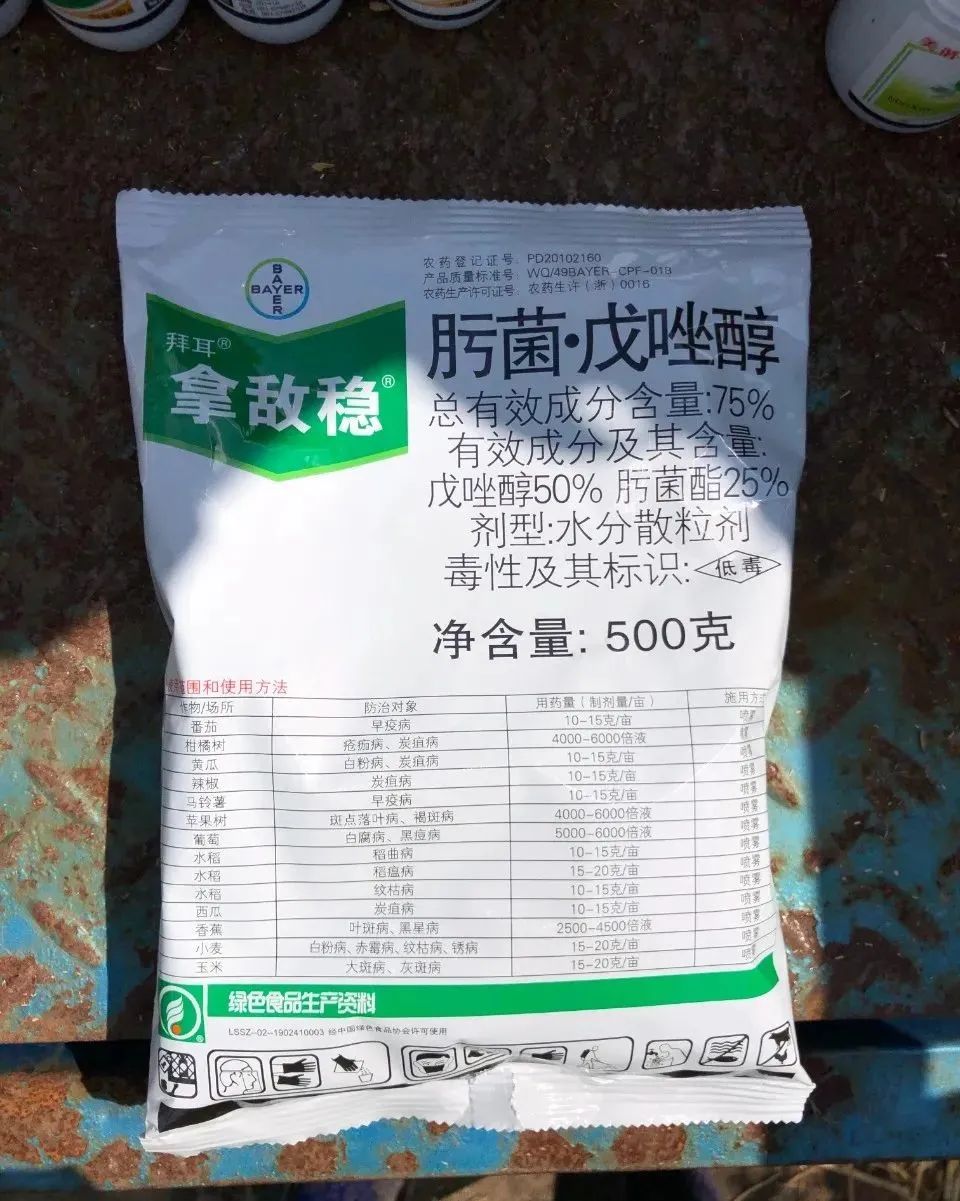 BAYER
BAYER
农药登记证号: PD20102160
产品质量标准号: WQ/49BAYER-CPF-01B
农药生产许可证号: 农药生许(浙)0016
拜耳®
拿敌稳®
肟菌·戊唑醇
总有效成分含量:75%
有效成分及其含量:
戊唑醇50% 肟菌酯25%
剂型:水分散粒剂
毒性及其标识: 低毒
净含量: 500克
范围和使用方法
作物/场所 防治对象 用药量(制剂量/亩) 施用方式
番茄 早疫病 10-15克/亩 喷雾
柑橘树 疮痂病、炭疽病 4000-6000倍液 喷雾
黄瓜 白粉病、炭疽病 10-15克/亩 喷雾
辣椒 炭疽病 10-15克/亩 喷雾
马铃薯 早疫病 10-15克/亩 喷雾
苹果树 斑点落叶病、褐斑病 4000-6000倍液 喷雾
葡萄 白腐病、黑痘病 5000-6000倍液 喷雾
水稻 稻曲病 10-15克/亩 喷雾
水稻 稻瘟病 15-20克/亩 喷雾
水稻 纹枯病 10-15克/亩 喷雾
西瓜 炭疽病 10-15克/亩 喷雾
香蕉 叶斑病、黑星病 2500-4500倍液 喷雾
小麦 白粉病、赤霉病、纹枯病、锈病 15-20克/亩 喷雾
玉米 大斑病、灰斑病 15-20克/亩 喷雾
绿色食品生产资料
LSSZ-02-1902410003 经中国绿色食品协会许可使用